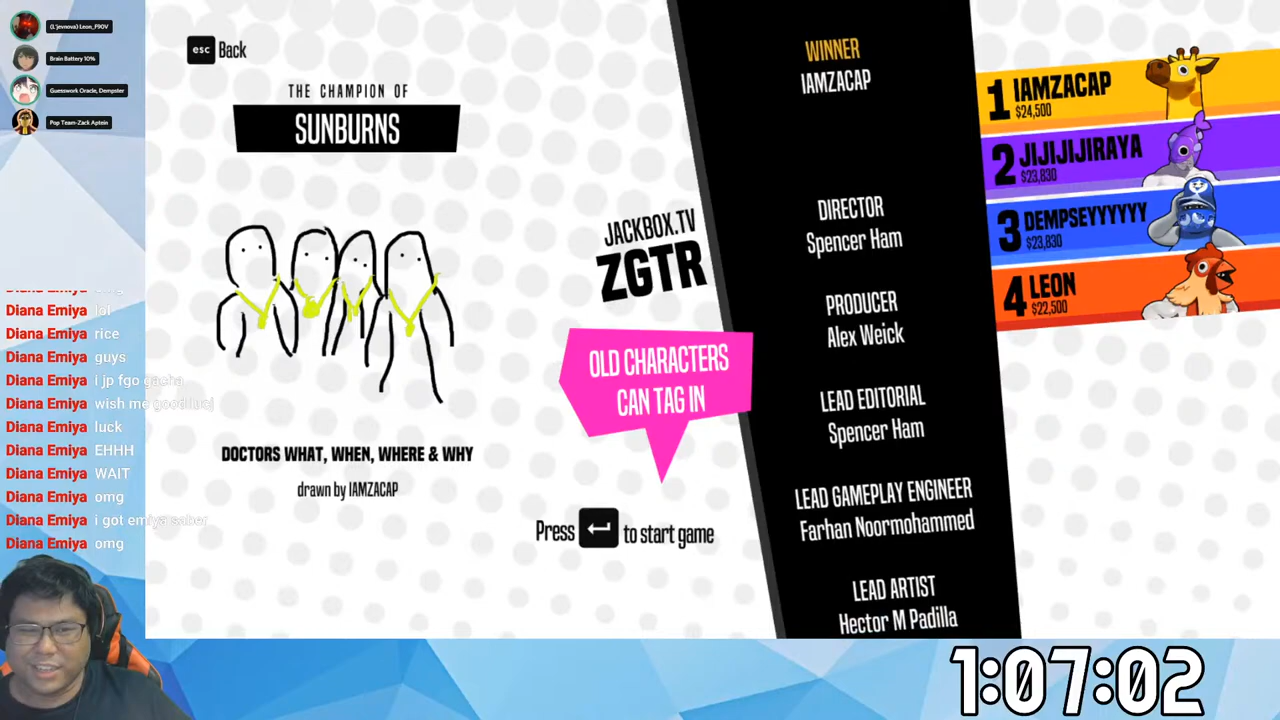 (L'jevnova) Leon_F90V
Brain Battery 10%
Guesswork Oracle, Dempster
Pop Team-Zack Aptein
Diana Emiya lol
Diana Emiya rice
Diana Emiya guys
Diana Emiya i jp fgo gacha
Diana Emiya wish me good lucj
Diana Emiya luck
Diana Emiya EHHH
Diana Emiya WAIT
Diana Emiya omg
Diana Emiya i got emiya saber
Diana Emiya omg
esc Back
THE CHAMPION OF
SUNBURNS
DOCTORS WHAT, WHEN, WHERE & WHY
drawn by IAMZACAP
JACKBOX.TV
ZGTR
OLD CHARACTERS
CAN TAG IN
Press to start game
WINNER
IAMZACAP
DIRECTOR
Spencer Ham
PRODUCER
Alex Weick
LEAD EDITORIAL
Spencer Ham
LEAD GAMEPLAY ENGINEER
Farhan Noormohammed
LEAD ARTIST
Hector M Padilla
1 IAMZACAP
$24,500
2 JIJIJIJIRAYA
$23,830
3 DEMPSEYYYYYY
$23,830
4 LEON
$22,500
1:07:02